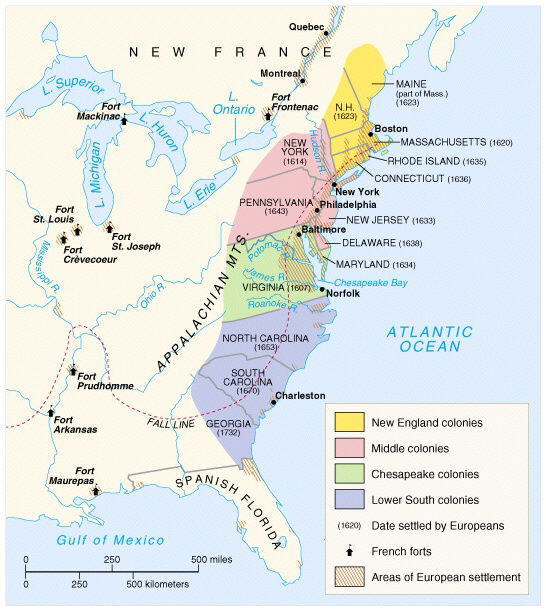 Quebec
NEW FRANCE
L. Superior
Montreal
MAINE
(part of Mass.)
(1623)
Fort
Mackinac
L. Huron
L.
Ontario
Fort
Frontenac
N.H.
(1623)
Boston
MASSACHUSETTS (1620)
L. Michigan
NEW
YORK
(1614)
Hudson R.
RHODE ISLAND (1635)
CONNECTICUT (1636)
L. Erie
New York
PENNSYLVANIA
(1643)
Philadelphia
NEW JERSEY (1633)
Fort
St. Louis
Fort
St. Joseph
Fort
Crèvecoeur
Baltimore
DELAWARE (1638)
Potomac R.
MARYLAND (1634)
Mississippi R.
Ohio R.
APPALACHIAN MTS.
James R.
Chesapeake Bay
VIRGINIA (1607)
Norfolk
Roanoke R.
NORTH CAROLINA
(1653)
ATLANTIC
OCEAN
Fort
Prudhomme
SOUTH
CAROLINA
(1670)
Charleston
Fort
Arkansas
FALL LINE
GEORGIA
(1732)
Fort
Maurepas
SPANISH FLORIDA
Gulf of Mexico
0 250 500 miles
0 250 500 kilometers
New England colonies
Middle colonies
Chesapeake colonies
Lower South colonies
(1620) Date settled by Europeans
French forts
Areas of European settlement